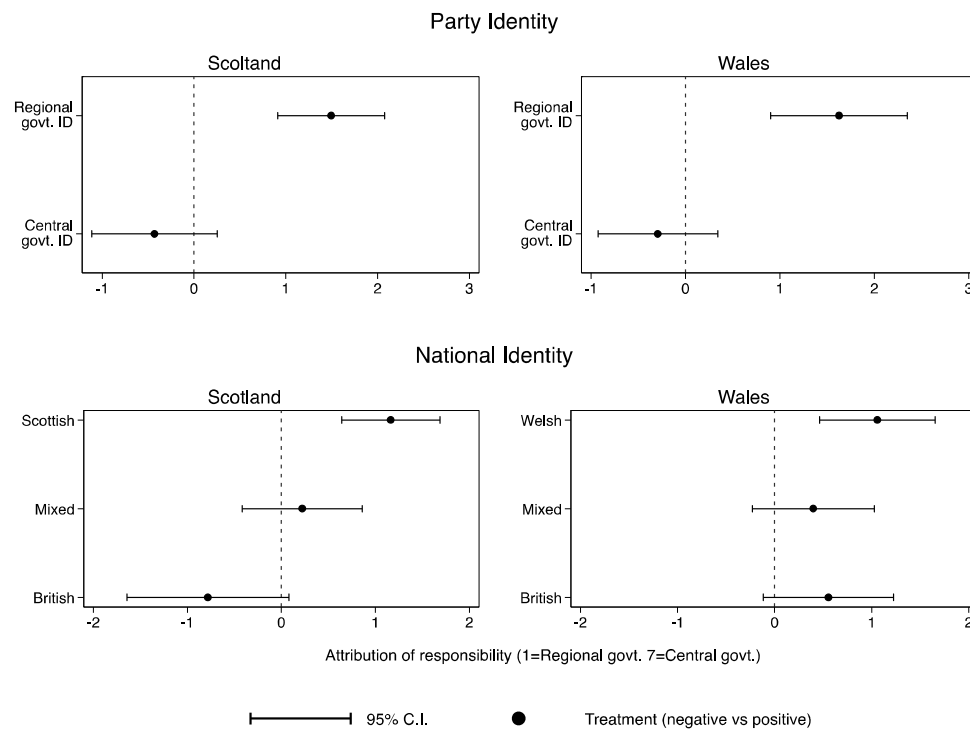 Party Identity
Scoltand
Wales
Regional
govt. ID
Central
govt. ID
-1 0 1 2 3
Regional
govt. ID
Central
govt. ID
-1 0 1 2 3
National Identity
Scotland
Wales
Scottish
Mixed
British
-2 -1 0 1 2
Welsh
Mixed
British
-2 -1 0 1 2
Attribution of responsibility (1=Regional govt. 7=Central govt.)
95% C.I. Treatment (negative vs positive)